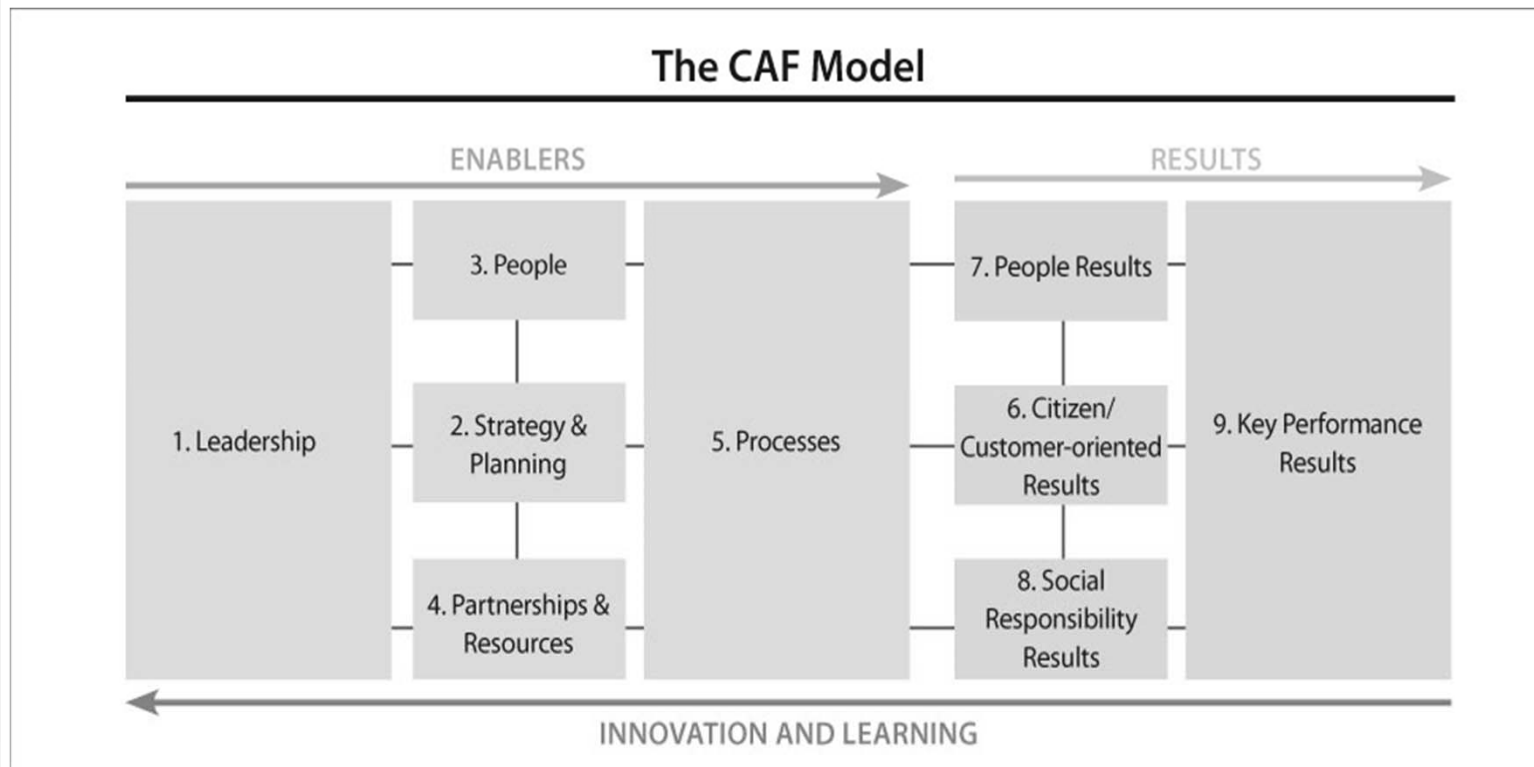 The CAF Model
ENABLERS
RESULTS
1. Leadership
3. People
2. Strategy &
Planning
4. Partnerships &
Resources
5. Processes
7. People Results
6. Citizen/
Customer-oriented
Results
8. Social
Responsibility
Results
9. Key Performance
Results
INNOVATION AND LEARNING